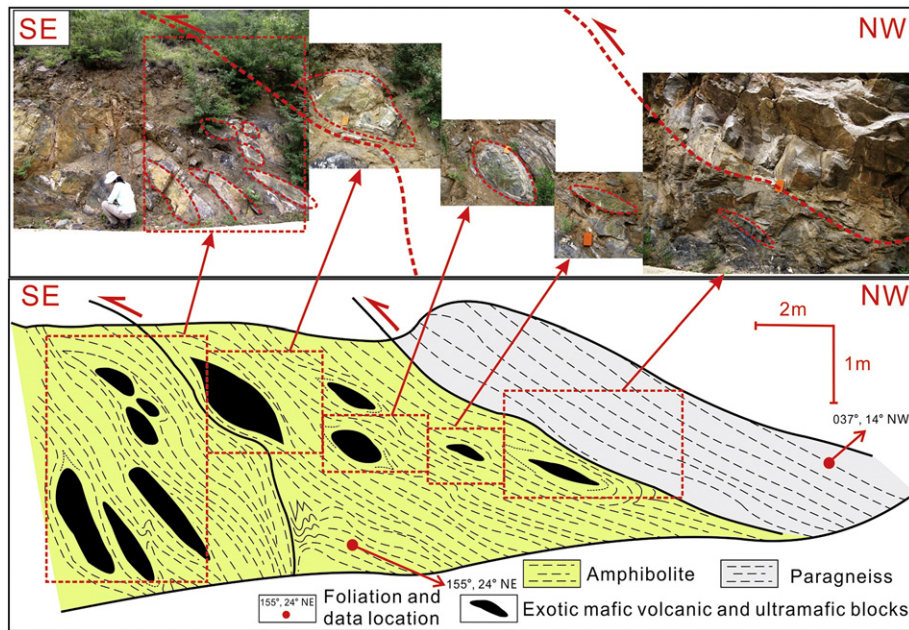 SE
NW
SE
NW
2m
1m
037°, 14° NW
155°, 24° NE
Amphibolite
Paragneiss
155°, 24° NE
Foliation and
data location
Exotic mafic volcanic and ultramafic blocks